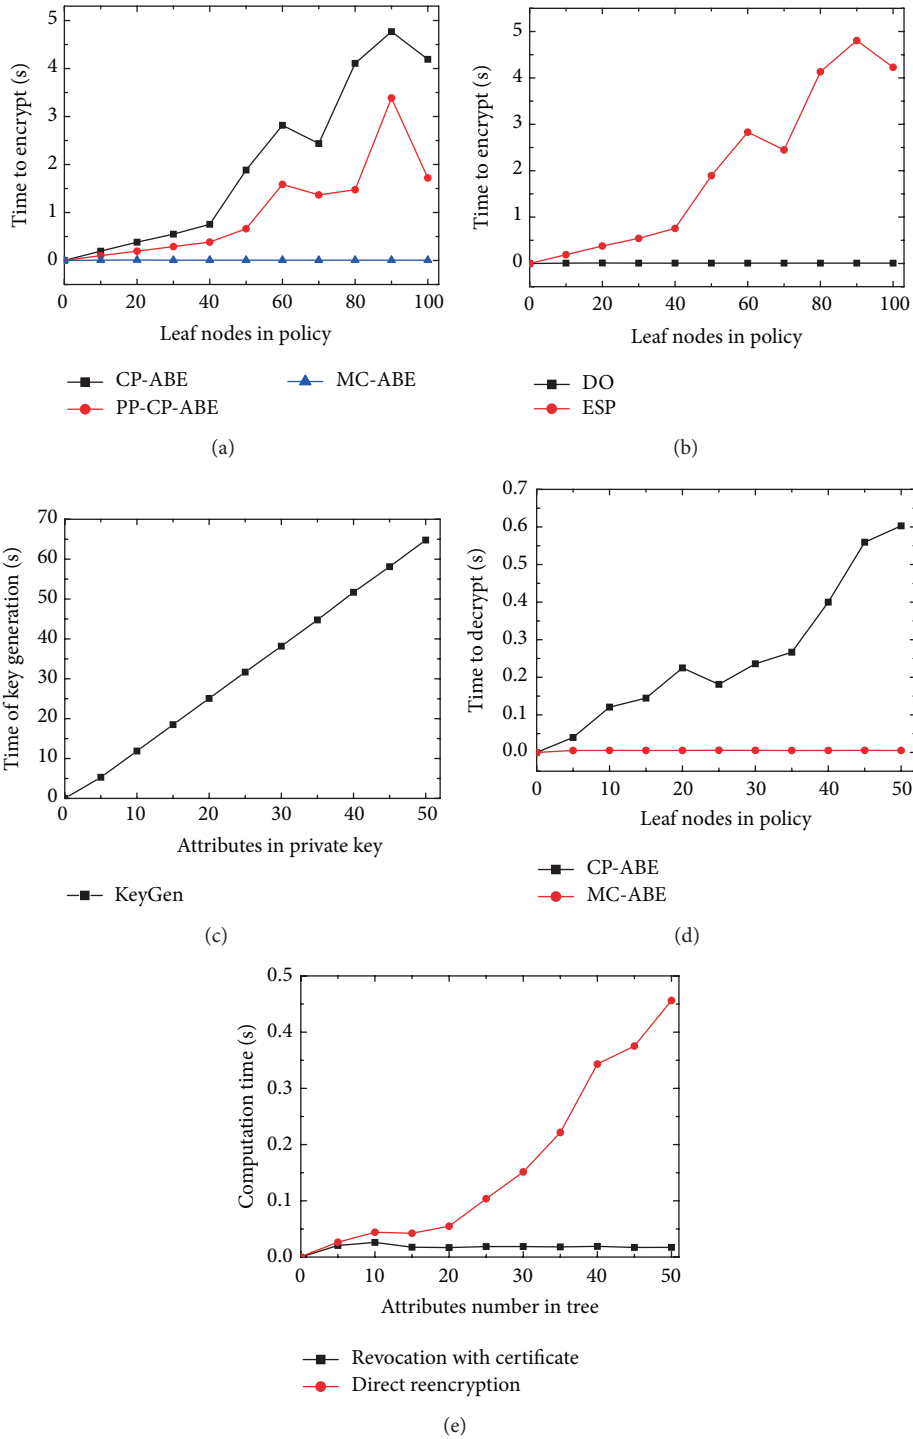 5
4
3
2
1
0
Time to encrypt (s)
0 20 40 60 80 100
Leaf nodes in policy
CP-ABE MC-ABE
PP-CP-ABE
(a)
5
4
3
2
1
0
Time to encrypt (s)
0 20 40 60 80 100
Leaf nodes in policy
DO
ESP
(b)
70
60
50
40
30
20
10
0
Time of key generation (s)
0 10 20 30 40 50
Attributes in private key
KeyGen
(c)
0.7
0.6
0.5
0.4
0.3
0.2
0.1
0.0
Time to decrypt (s)
0 10 20 30 40 50
Leaf nodes in policy
CP-ABE
MC-ABE
(d)
0.5
0.4
0.3
0.2
0.1
0.0
Computation time (s)
0 10 20 30 40 50
Attributes number in tree
Revocation with certificate
Direct reencryption
(e)